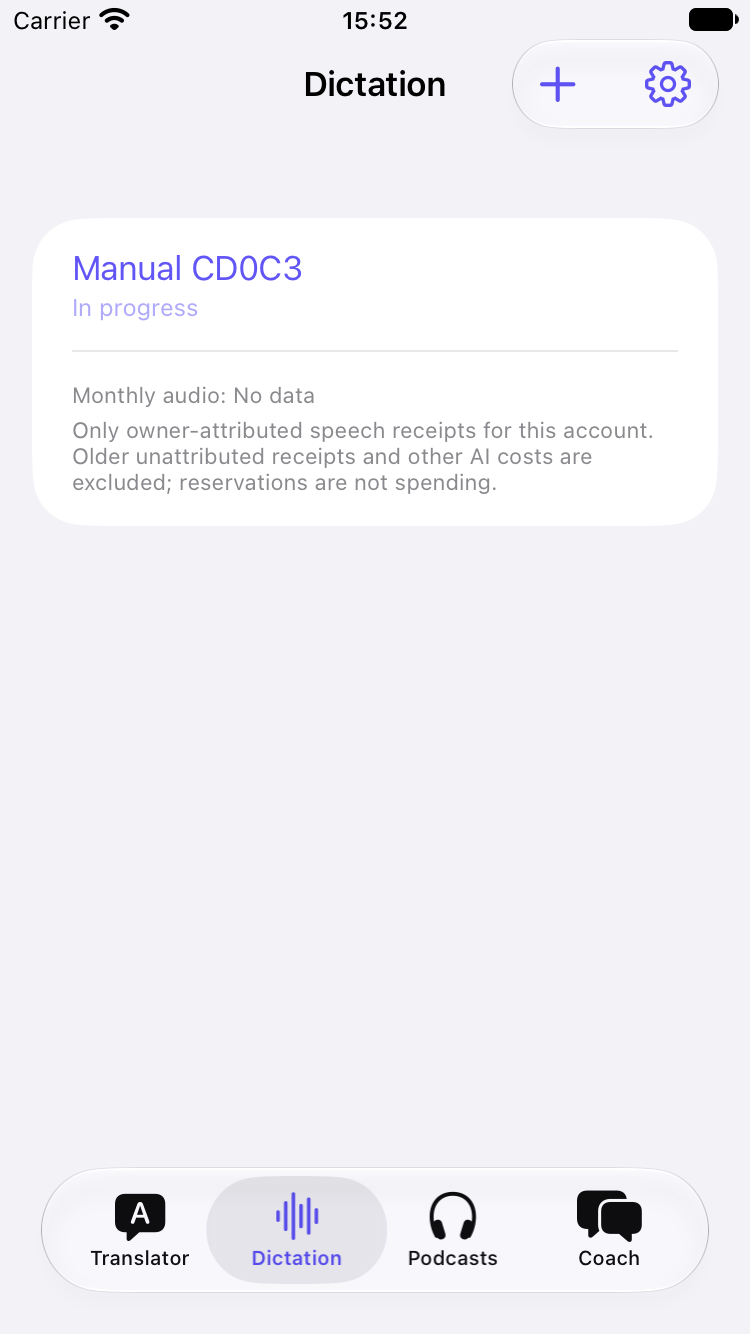 Carrier 15:52
Dictation
Manual CD0C3
In progress
Monthly audio: No data
Only owner-attributed speech receipts for this account.
Older unattributed receipts and other AI costs are
excluded; reservations are not spending.
A
Translator Dictation Podcasts Coach